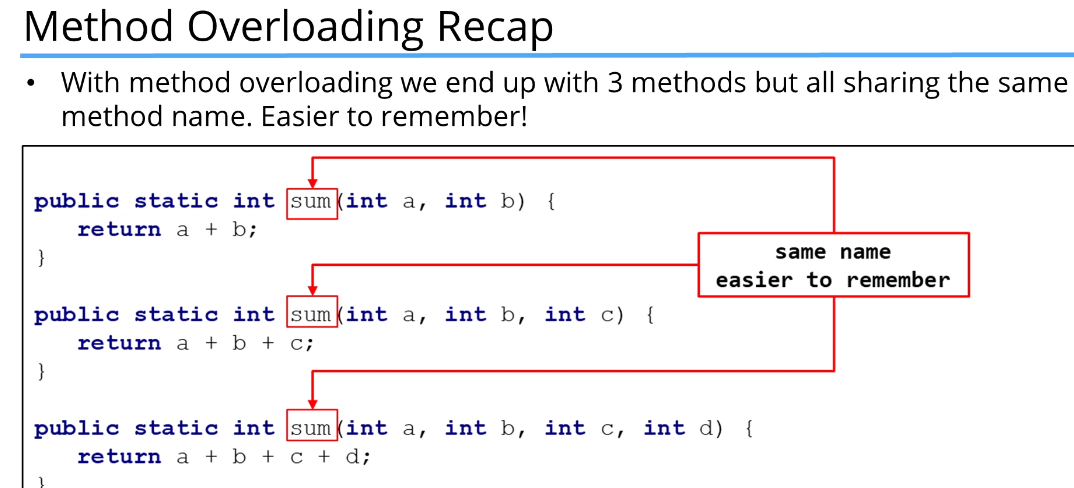 Method Overloading Recap
• With method overloading we end up with 3 methods but all sharing the same
method name. Easier to remember!
public static int sum(int a, int b) {
return a + b;
}
same name
easier to remember
public static int sum(int a, int b, int c) {
return a + b + c;
}
public static int sum(int a, int b, int c, int d) {
return a + b + c + d;
}